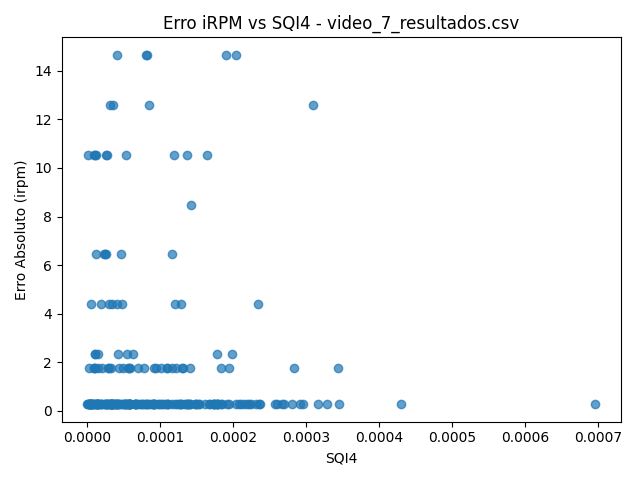 Erro iRPM vs SQI4 - video_7_resultados.csv
Erro Absoluto (irpm)
14
12
10
8
6
4
2
0
0.0000 0.0001 0.0002 0.0003 0.0004 0.0005 0.0006 0.0007
SQI4